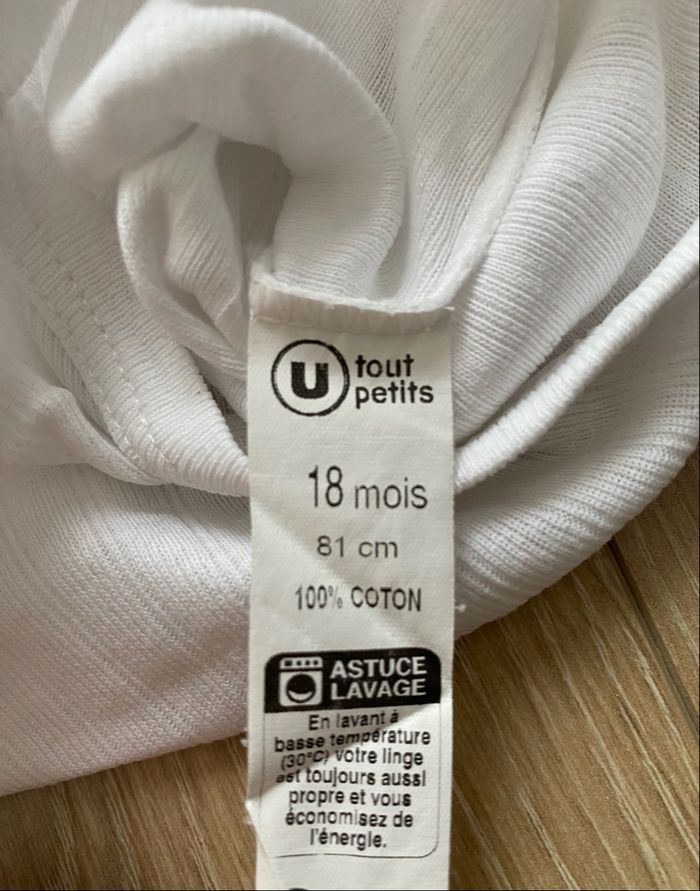 U tout
petits
18 mois
81 cm
100% COTON
ASTUCE
LAVAGE
En lavant à
basse température
(30°C) votre linge
est toujours aussi
propre et vous
économisez de
l'énergie.